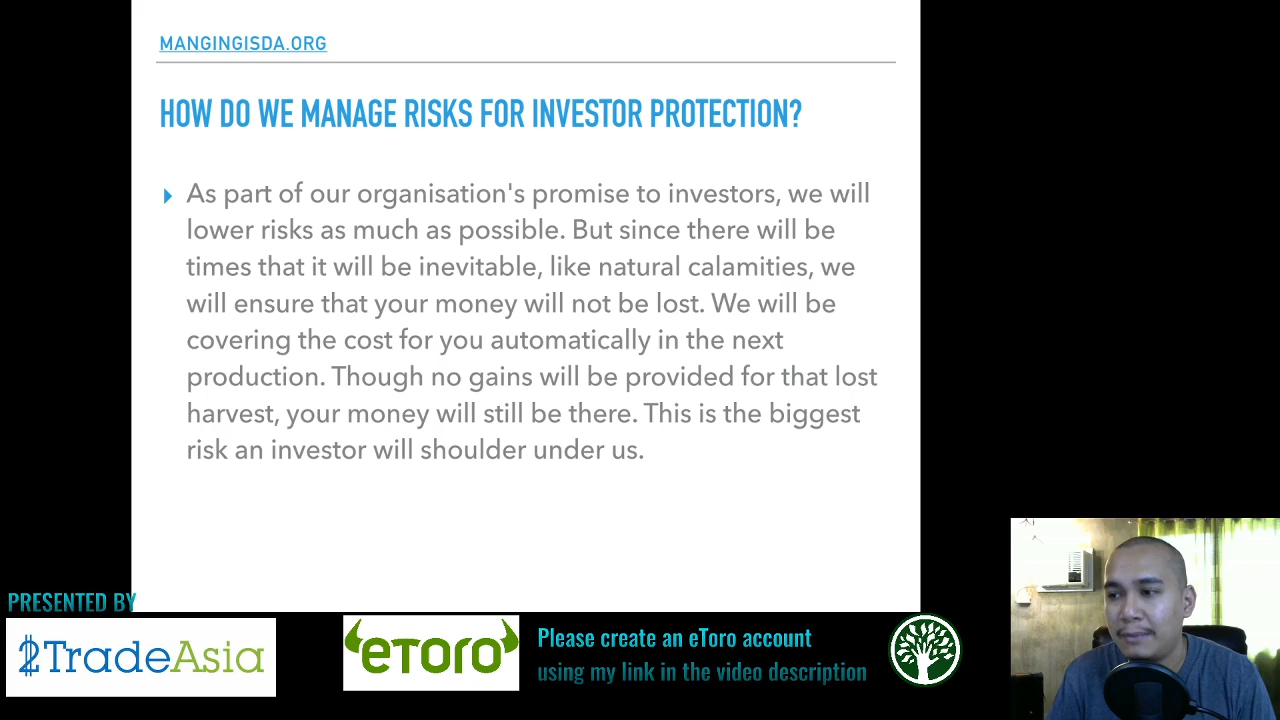 MANGINGISDA.ORG
HOW DO WE MANAGE RISKS FOR INVESTOR PROTECTION?
As part of our organisation's promise to investors, we will
lower risks as much as possible. But since there will be
times that it will be inevitable, like natural calamities, we
will ensure that your money will not be lost. We will be
covering the cost for you automatically in the next
production. Though no gains will be provided for that lost
harvest, your money will still be there. This is the biggest
risk an investor will shoulder under us.
PRESENTED BY
2TradeAsia
eToro
Please create an eToro account
using my link in the video description